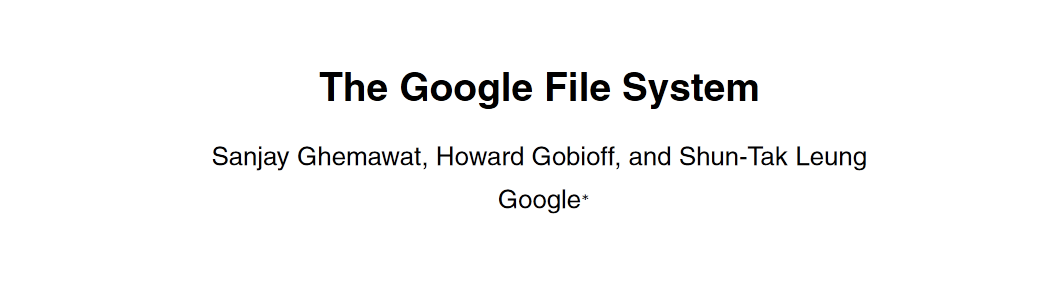 The Google File System
Sanjay Ghemawat, Howard Gobioff, and Shun-Tak Leung
Google*